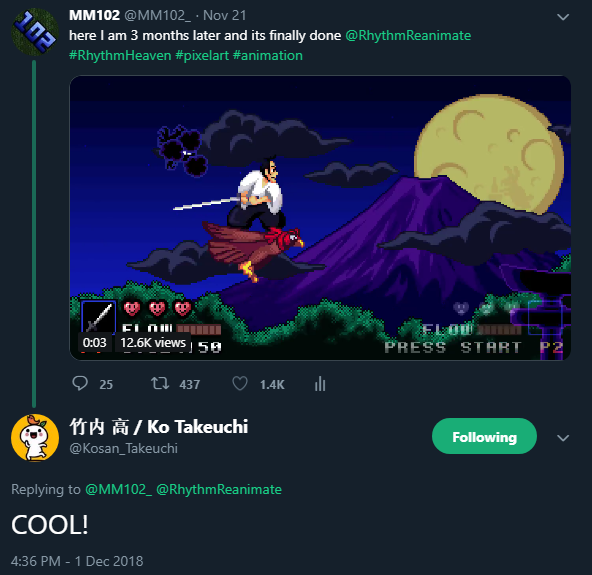 102
MM102 @MM102_ · Nov 21
here I am 3 months later and its finally done @RhythmReanimate
#RhythmHeaven #pixelart #animation
FLOW
FLOW
0:03 12.6K views
50
PRESS START P2
25 437 1.4K
竹内 高 / Ko Takeuchi
@Kosan_Takeuchi
Following
Replying to @MM102_ @RhythmReanimate
COOL!
4:36 PM - 1 Dec 2018